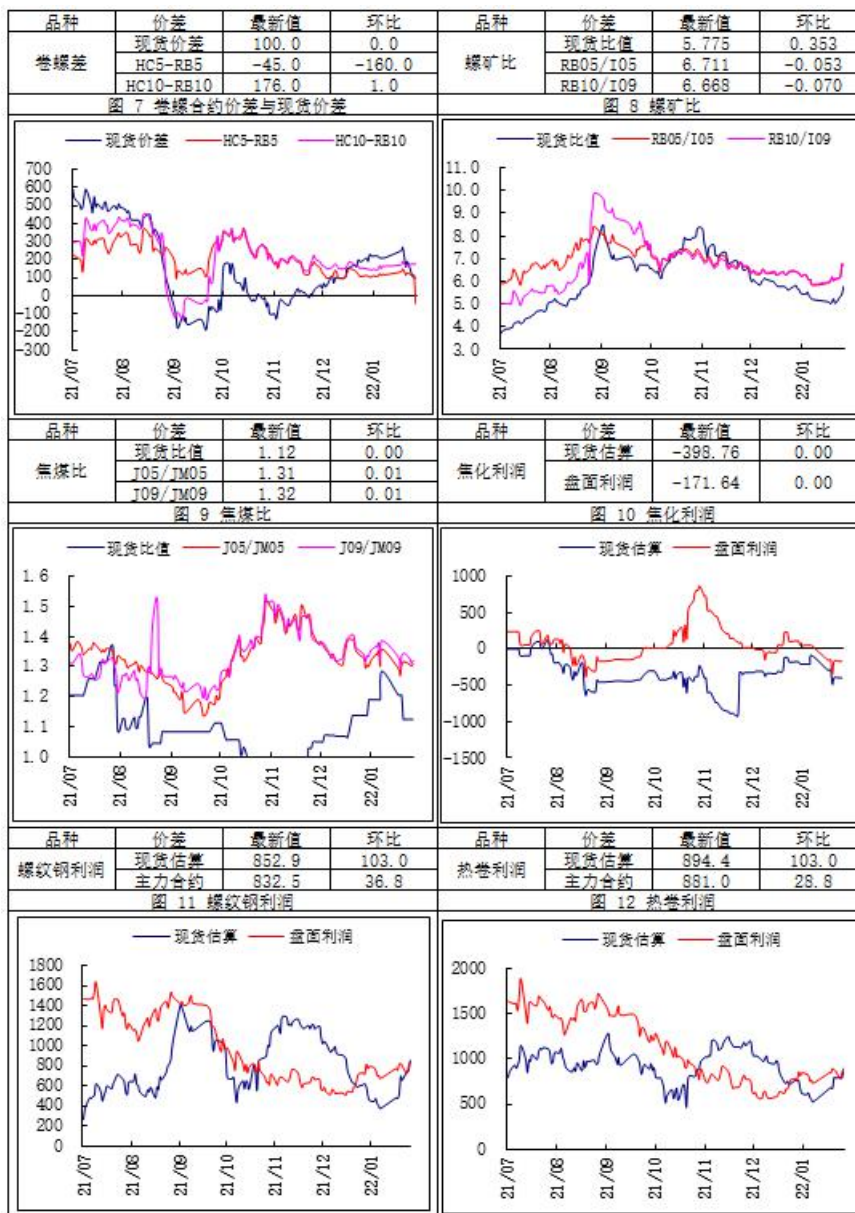 品种 价差 最新值 环比 品种 价差 最新值 环比
卷螺差 现货价差 100.0 0.0 螺矿比 现货比值 5.775 0.353
HC5-RB5 -45.0 -160.0 RB05/I05 6.711 -0.053
HC10-RB10 176.0 1.0 RB10/I09 6.668 -0.070
图 7 卷螺合约价差与现货价差 图 8 螺矿比
现货价差 HC5-RB5 HC10-RB10
700
600
500
400
300
200
100
0
-100
-200
-300
21/07 21/08 21/09 21/10 21/11 21/12 22/01
现货比值 RB05/I05 RB10/I09
11.0
10.0
9.0
8.0
7.0
6.0
5.0
4.0
3.0
21/07 21/08 21/09 21/10 21/11 21/12 22/01
品种 价差 最新值 环比 品种 价差 最新值 环比
焦煤比 现货比值 1.12 0.00 焦化利润 现货估算 -398.76 0.00
J05/JM05 1.31 0.01 盘面利润 -171.64 0.00
J09/JM09 1.32 0.01
图 9 焦煤比 图 10 焦化利润
现货比值 J05/JM05 J09/JM09
1.6
1.5
1.4
1.3
1.2
1.1
1.0
21/07 21/08 21/09 21/10 21/11 21/12 22/01
现货估算 盘面利润
1000
500
0
-500
-1000
-1500
21/07 21/08 21/09 21/10 21/11 21/12 22/01
品种 价差 最新值 环比 品种 价差 最新值 环比
螺纹钢利润 现货估算 852.9 103.0 热卷利润 现货估算 894.4 103.0
主力合约 832.5 36.8 主力合约 881.0 28.8
图 11 螺纹钢利润 图 12 热卷利润
现货估算 盘面利润
1800
1600
1400
1200
1000
800
600
400
200
0
21/07 21/08 21/09 21/10 21/11 21/12 22/01
现货估算 盘面利润
2000
1500
1000
500
0
21/07 21/08 21/09 21/10 21/11 21/12 22/01